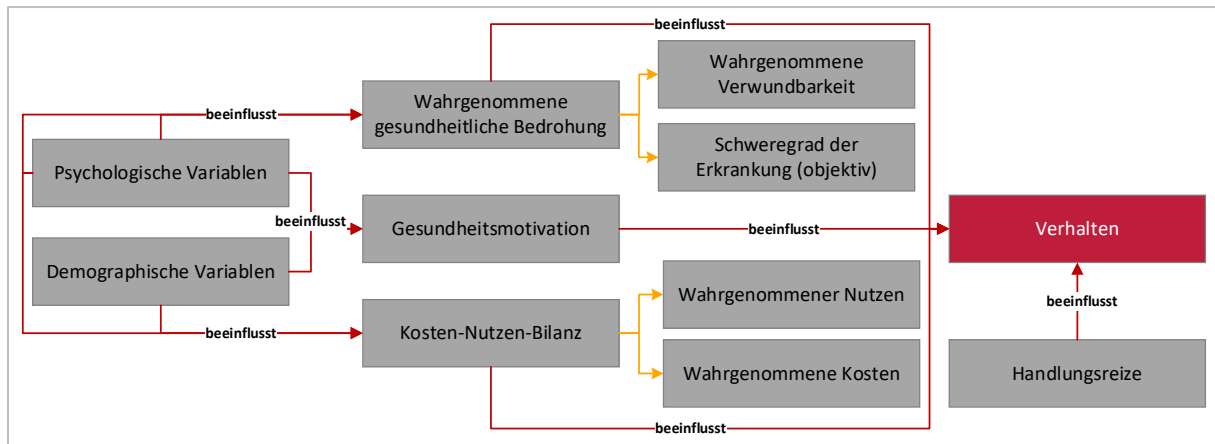 beeinflusst
Wahrgenommene
Verwundbarkeit
beeinflusst
Wahrgenommene
gesundheitliche Bedrohung
Schweregrad der
Erkrankung (objektiv)
Psychologische Variablen
beeinflusst
Gesundheitsmotivation
beeinflusst
Verhalten
Demographische Variablen
Wahrgenommener Nutzen
beeinflusst
beeinflusst
Kosten-Nutzen-Bilanz
Wahrgenommene Kosten
Handlungsreize
beeinflusst